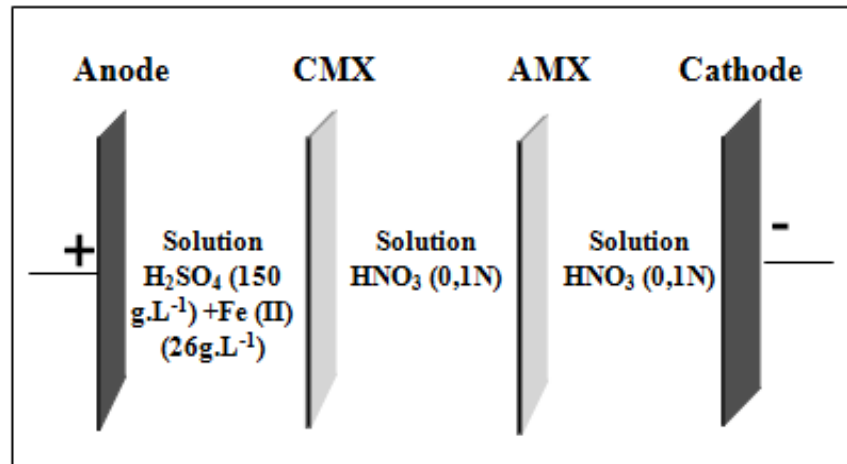 Anode CMX AMX Cathode
+
-
Solution
H₂SO₄ (150
g.L⁻¹) +Fe (II)
(26g.L⁻¹)
Solution
HNO₃ (0,1N)
Solution
HNO₃ (0,1N)